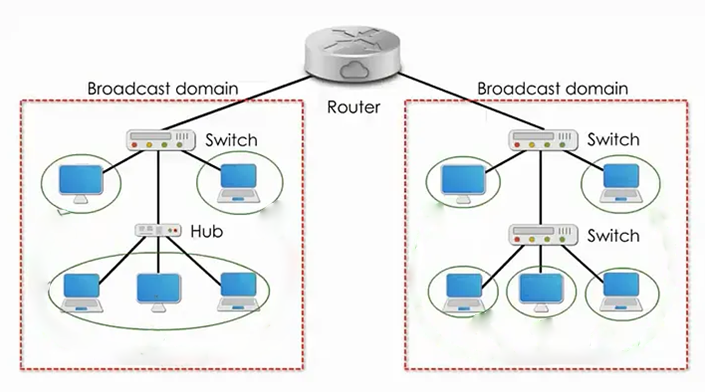 Broadcast domain
Broadcast domain
Router
Switch
Switch
Hub
Switch